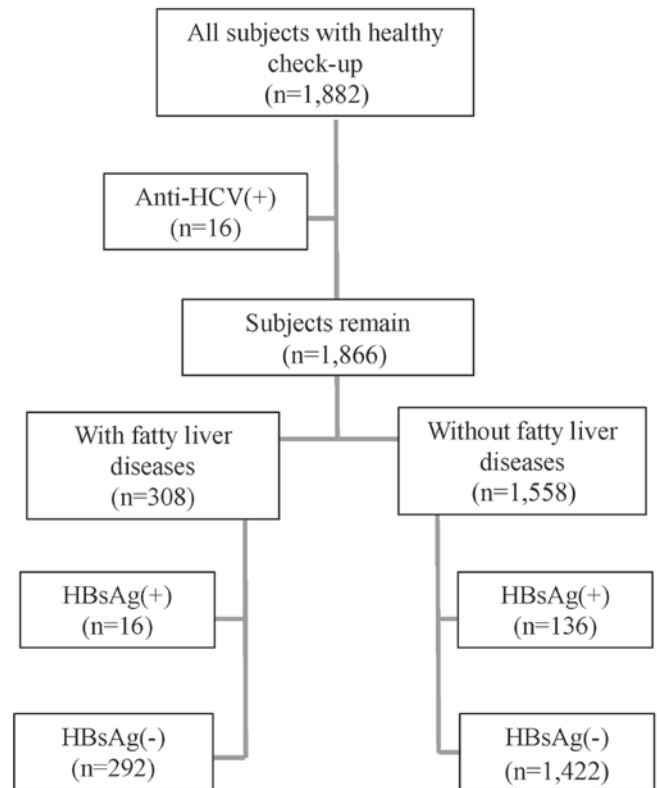 All subjects with healthy
check-up
(n=1,882)
Anti-HCV(+)
(n=16)
Subjects remain
(n=1,866)
With fatty liver
diseases
(n=308)
Without fatty liver
diseases
(n=1,558)
HBsAg(+)
(n=16)
HBsAg(+)
(n=136)
HBsAg(-)
(n=292)
HBsAg(-)
(n=1,422)